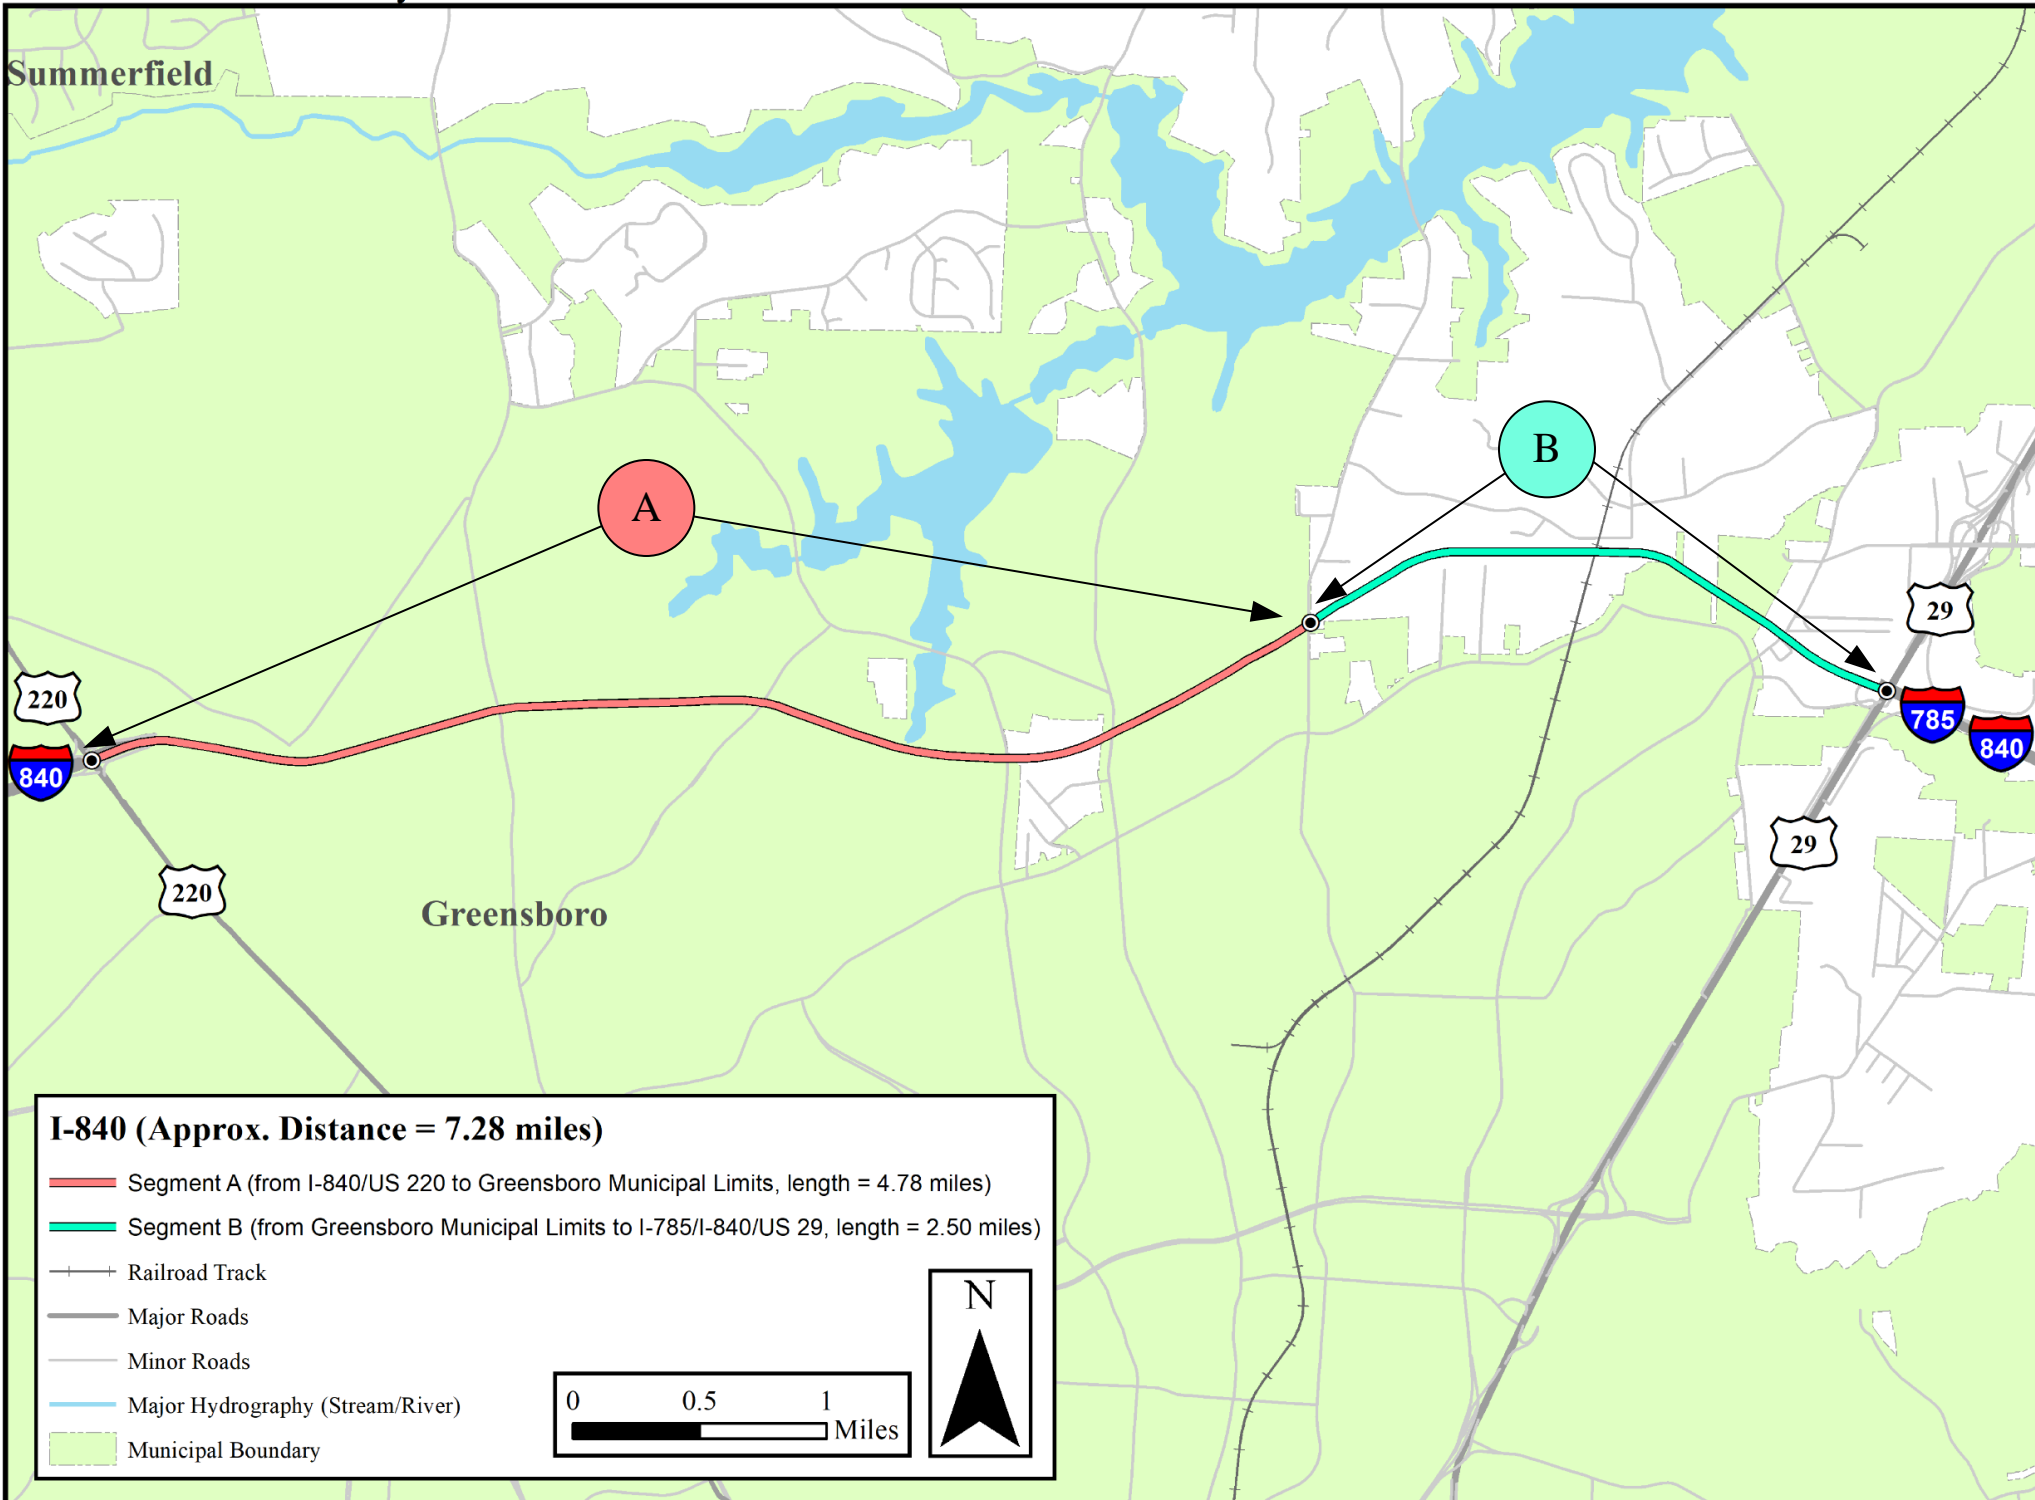 Summerfield
A
B
29
220
840
785
840
29
220
Greensboro
I-840 (Approx. Distance = 7.28 miles)
Segment A (from I-840/US 220 to Greensboro Municipal Limits, length = 4.78 miles)
Segment B (from Greensboro Municipal Limits to I-785/I-840/US 29, length = 2.50 miles)
Railroad Track
Major Roads
Minor Roads
Major Hydrography (Stream/River)
Municipal Boundary
N
0 0.5 1
Miles